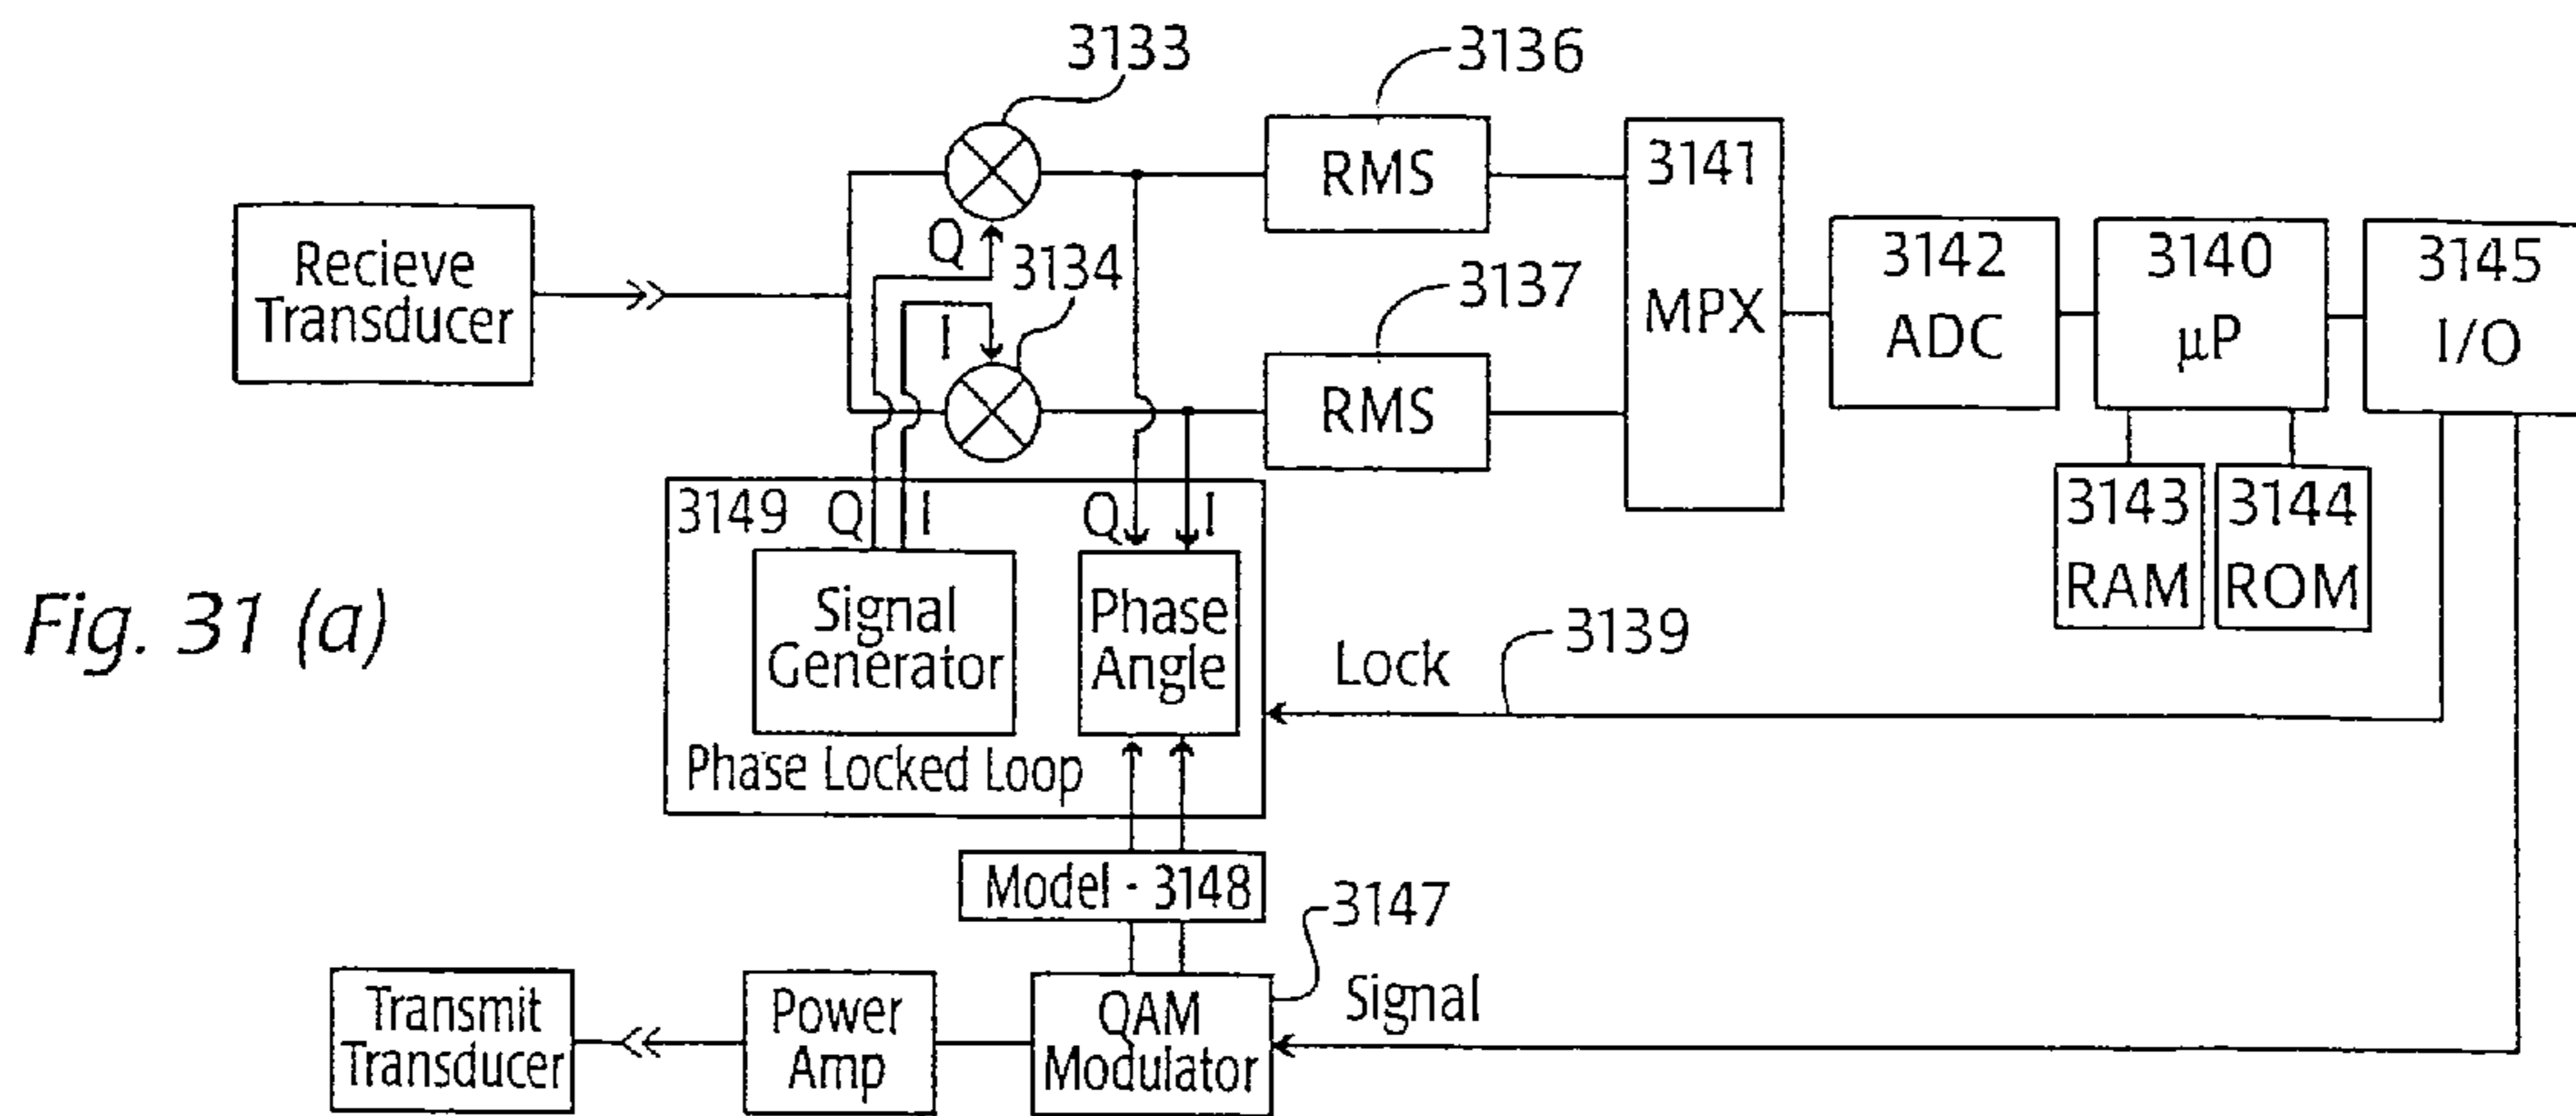 3133
3136
Recieve
Transducer
Q
3134
I
RMS
3137
RMS
3141
MPX
3142
ADC
3140
μP
3145
I/O
3143
RAM
3144
ROM
Fig. 31 (a)
3149 Q I Q I
Signal
Generator
Phase
Angle
Phase Locked Loop
Lock
3139
Model - 3148
3147
Transmit
Transducer
Power
Amp
QAM
Modulator
Signal